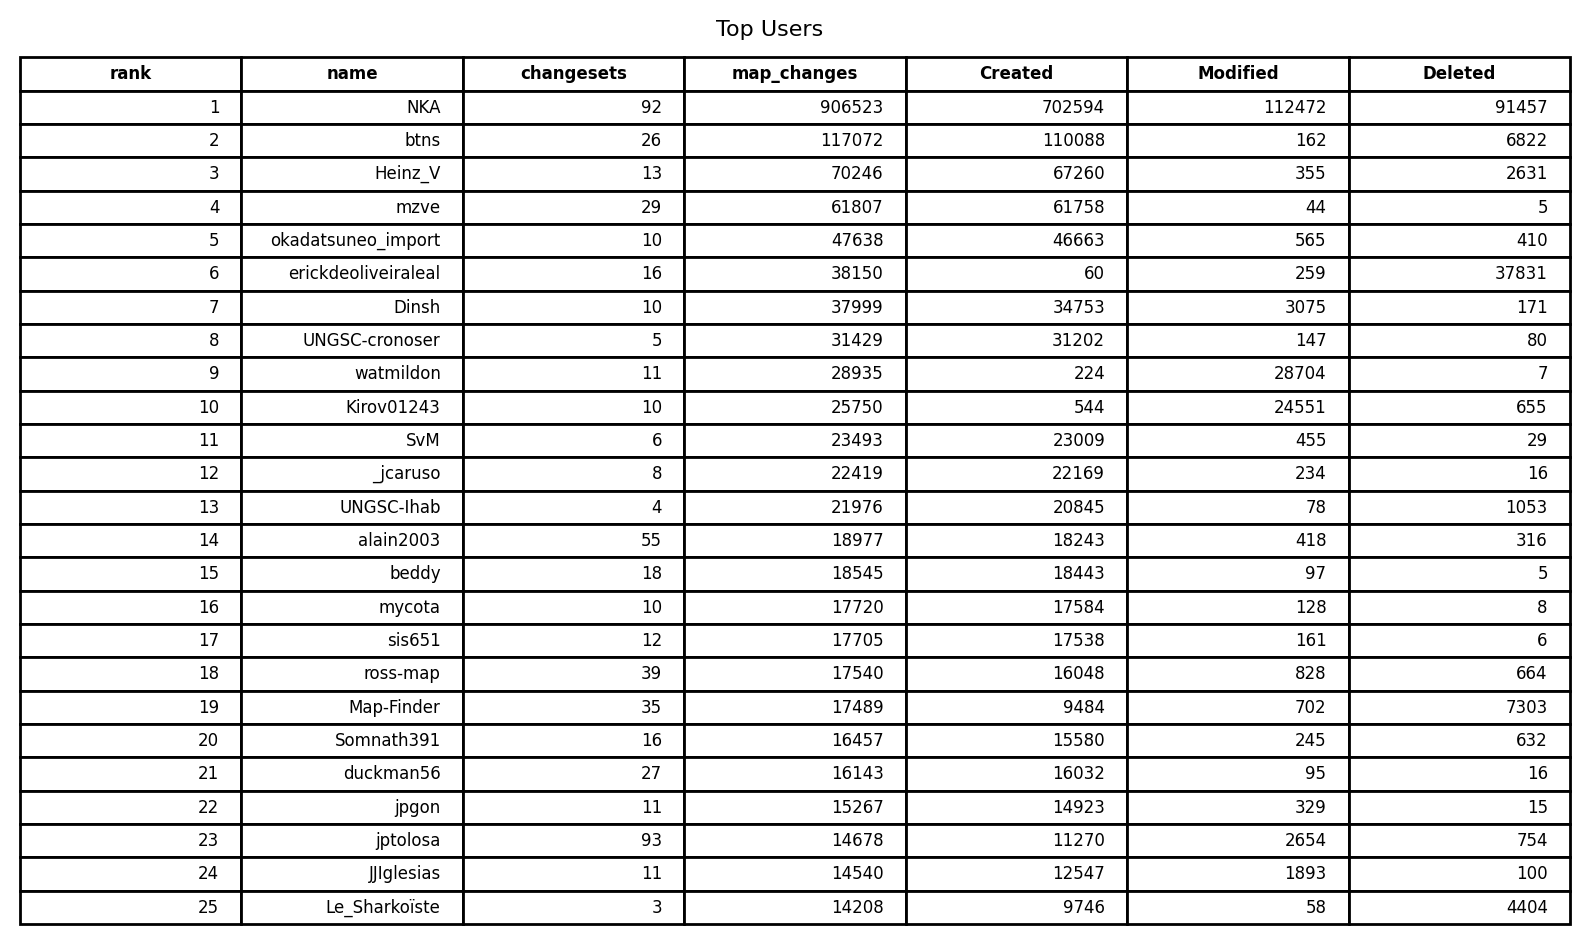 Top Users
rank name changesets map_changes Created Modified Deleted
1 NKA 92 906523 702594 112472 91457
2 btns 26 117072 110088 162 6822
3 Heinz_V 13 70246 67260 355 2631
4 mzve 29 61807 61758 44 5
5 okadatsuneo_import 10 47638 46663 565 410
6 erickdeoliveiraleal 16 38150 60 259 37831
7 Dinsh 10 37999 34753 3075 171
8 UNGSC-cronoser 5 31429 31202 147 80
9 watmildon 11 28935 224 28704 7
10 Kirov01243 10 25750 544 24551 655
11 SvM 6 23493 23009 455 29
12 _jcaruso 8 22419 22169 234 16
13 UNGSC-Ihab 4 21976 20845 78 1053
14 alain2003 55 18977 18243 418 316
15 beddy 18 18545 18443 97 5
16 mycota 10 17720 17584 128 8
17 sis651 12 17705 17538 161 6
18 ross-map 39 17540 16048 828 664
19 Map-Finder 35 17489 9484 702 7303
20 Somnath391 16 16457 15580 245 632
21 duckman56 27 16143 16032 95 16
22 jpgon 11 15267 14923 329 15
23 jptolosa 93 14678 11270 2654 754
24 JJIglesias 11 14540 12547 1893 100
25 Le_Sharkoïste 3 14208 9746 58 4404